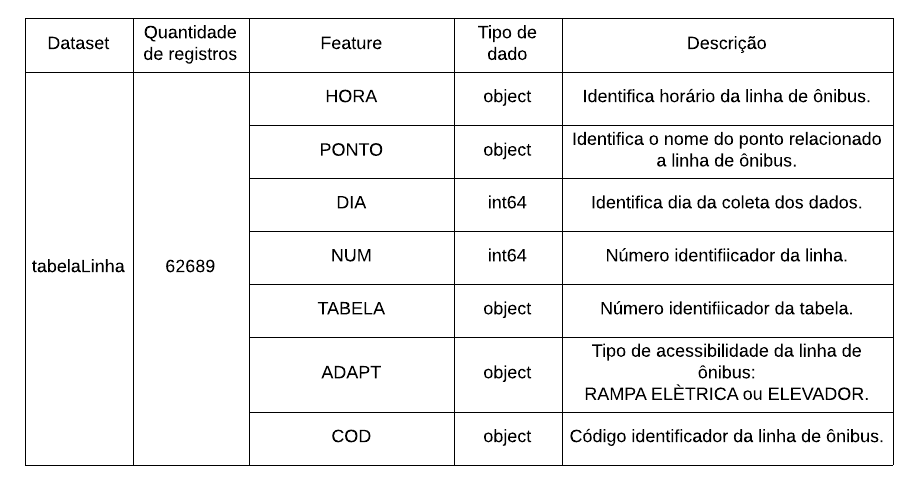 Dataset
Quantidade
de registros
Feature
Tipo de
dado
Descrição
tabelaLinha
62689
HORA
object
Identifica horário da linha de ônibus.
PONTO
object
Identifica o nome do ponto relacionado
a linha de ônibus.
DIA
int64
Identifica dia da coleta dos dados.
NUM
int64
Número identifiicador da linha.
TABELA
object
Número identifiicador da tabela.
ADAPT
object
Tipo de acessibilidade da linha de
ônibus:
RAMPA ELÈTRICA ou ELEVADOR.
COD
object
Código identificador da linha de ônibus.